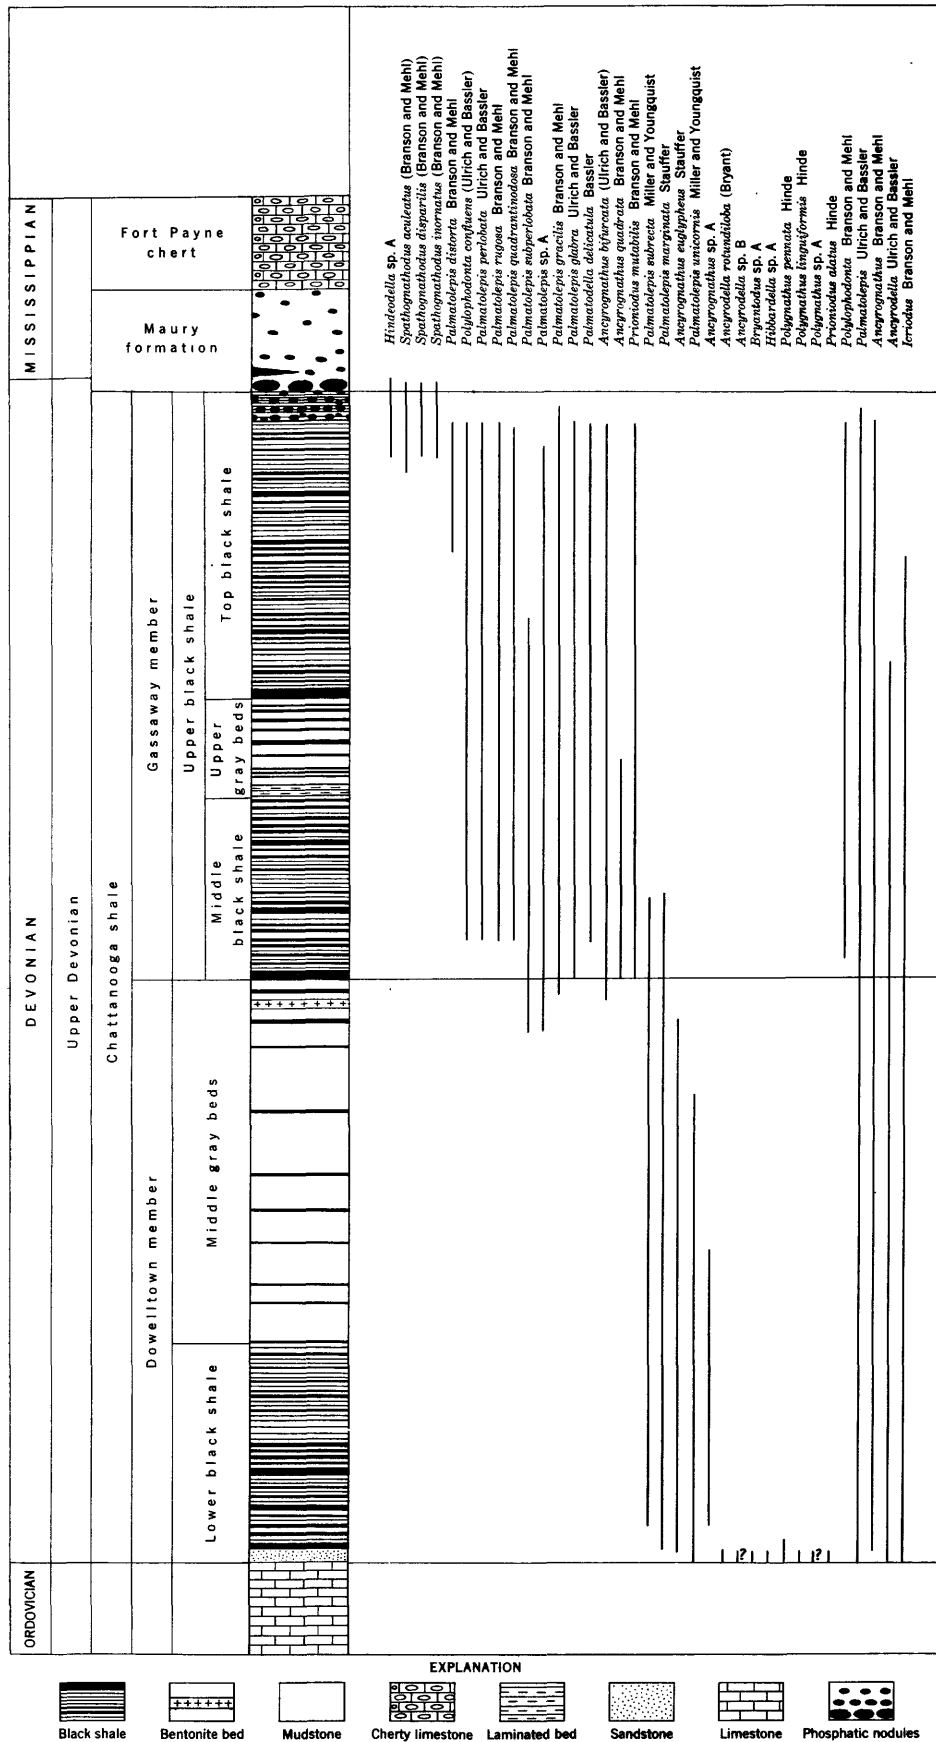 MISSISSIPPIAN
DEVONIAN
ORDOVICIAN
Upper Devonian
Chattanooga shale
Gassaway member
Dowelltown member
Upper black shale
Fort Payne
chert
Maury
formation
Top black shale
Upper
gray beds
Middle
black shale
Middle gray beds
Lower black shale
Hindeodella sp. A
Spathognathodus aculeatus (Branson and Mehl)
Spathognathodus disparilis (Branson and Mehl)
Spathognathodus inornatus (Branson and Mehl)
Palmatolepis distorta Branson and Mehl
Polylophodonta confluens (Ulrich and Bassler)
Palmatolepis perlobata Ulrich and Bassler
Palmatolepis rugosa Branson and Mehl
Palmatolepis quadrantinodosa Branson and Mehl
Palmatolepis subperlobata Branson and Mehl
Palmatolepis sp. A
Palmatolepis gracilis Branson and Mehl
Palmatolepis glabra Ulrich and Bassler
Palmatodella delicatula Bassler
Ancyrognathus bifurcata (Ulrich and Bassler)
Ancyrognathus quadrata Branson and Mehl
Prioniodus mutabilis Branson and Mehl
Palmatolepis subrecta Miller and Youngquist
Palmatolepis marginata Stauffer
Ancyrognathus euglypheus Stauffer
Palmatolepis unicornis Miller and Youngquist
Ancyrognathus sp. A
Ancyrodella rotundiloba (Bryant)
Ancyrodella sp. B
Bryantodus sp. A
Hibbardella sp. A
Polygnathus pennata Hinde
Polygnathus linguiformis Hinde
Polygnathus sp. A
Prioniodus alatus Hinde
Polylophodonta Branson and Mehl
Palmatolepis Ulrich and Bassler
Ancyrognathus Branson and Mehl
Ancyrodella Ulrich and Bassler
Icriodus Branson and Mehl
?
?
EXPLANATION
Black shale
Bentonite bed
Mudstone
Cherty limestone
Laminated bed
Sandstone
Limestone
Phosphatic nodules